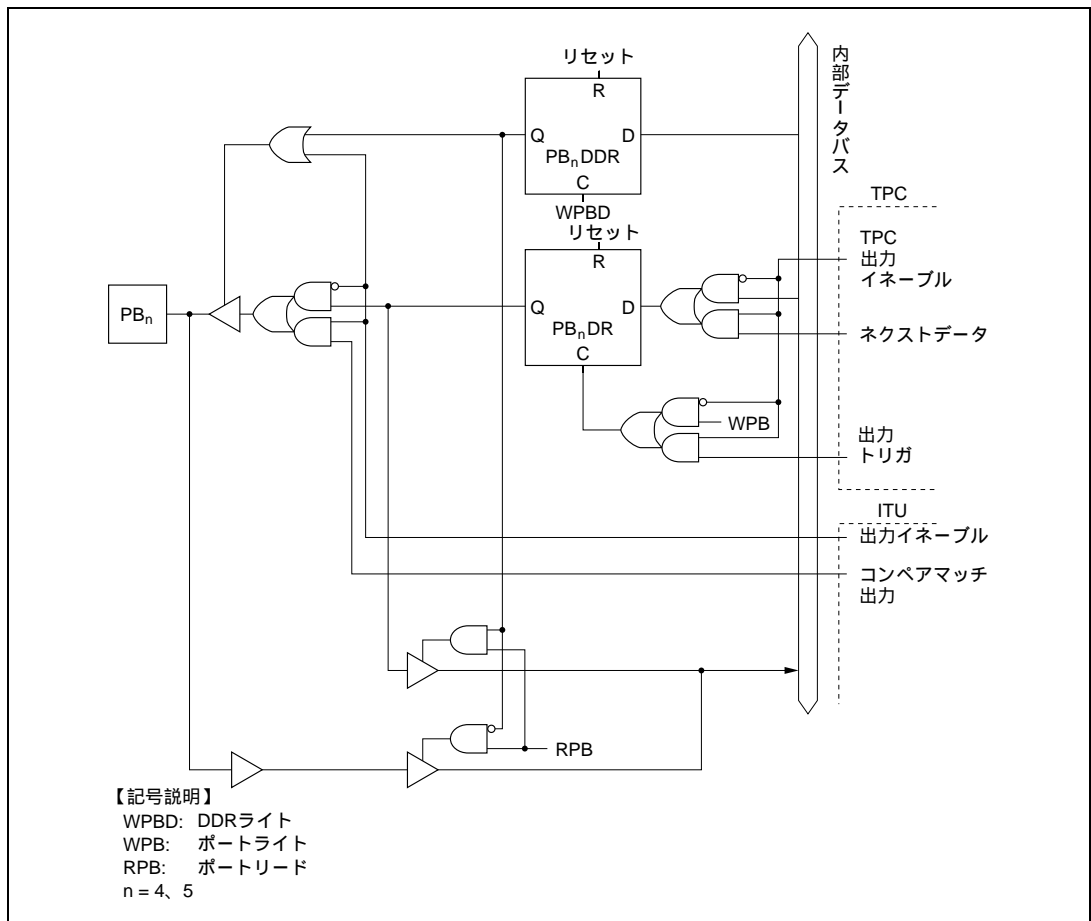 リセット
R
Q
D
PBnDDR
C
WPBD
内部データバス
リセット
R
Q
D
PBnDR
C
PBn
TPC
TPC
出力
イネーブル
ネクストデータ
WPB
出力
トリガ
ITU
出力イネーブル
コンペアマッチ
出力
RPB
【記号説明】
WPBD: DDRライト
WPB: ポートライト
RPB: ポートリード
n = 4、5